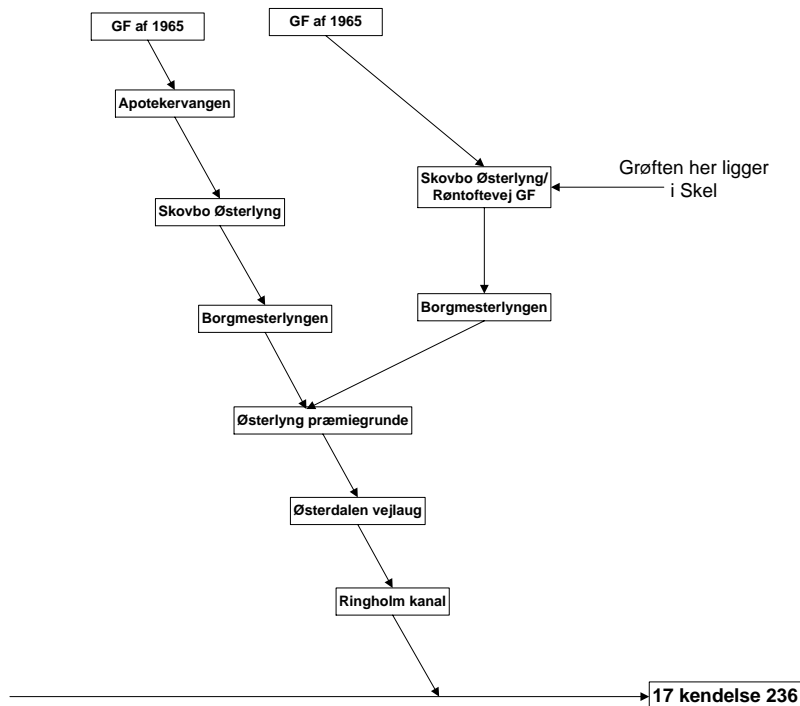 GF af 1965
GF af 1965
Apotekervangen
Grøften her ligger
i Skel
Skovbo Østerlyng/
Røntoftevej GF
Skovbo Østerlyng
Borgmesterlyngen
Borgmesterlyngen
Østerlyng præmiegrunde
Østerdalen vejlaug
Ringholm kanal
17 kendelse 236